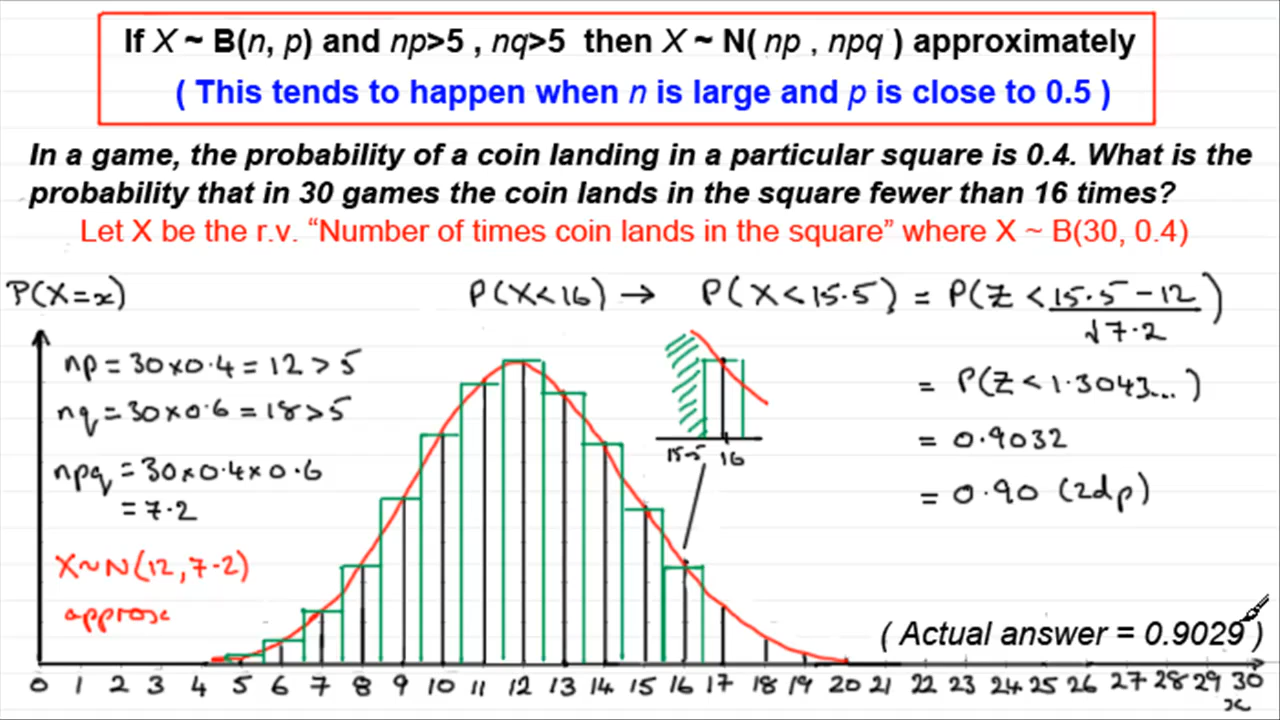 If X ~ B(n, p) and np>5 , nq>5 then X ~ N( np , npq ) approximately
( This tends to happen when n is large and p is close to 0.5 )
In a game, the probability of a coin landing in a particular square is 0.4. What is the
probability that in 30 games the coin lands in the square fewer than 16 times?
Let X be the r.v. “Number of times coin lands in the square” where X ~ B(30, 0.4)
P(X=x)
np = 30×0.4 = 12 > 5
nq = 30×0.6 = 18 > 5
npq = 30×0.4×0.6
= 7.2
X~N(12, 7.2)
approx
P(X<16) → P(X<15.5) = P(Z < (15.5-12)/√7.2)
= P(Z < 1.3043...)
= 0.9032
= 0.90 (2dp)
15.5 16
( Actual answer = 0.9029 )
0 1 2 3 4 5 6 7 8 9 10 11 12 13 14 15 16 17 18 19 20 21 22 23 24 25 26 27 28 29 30
x